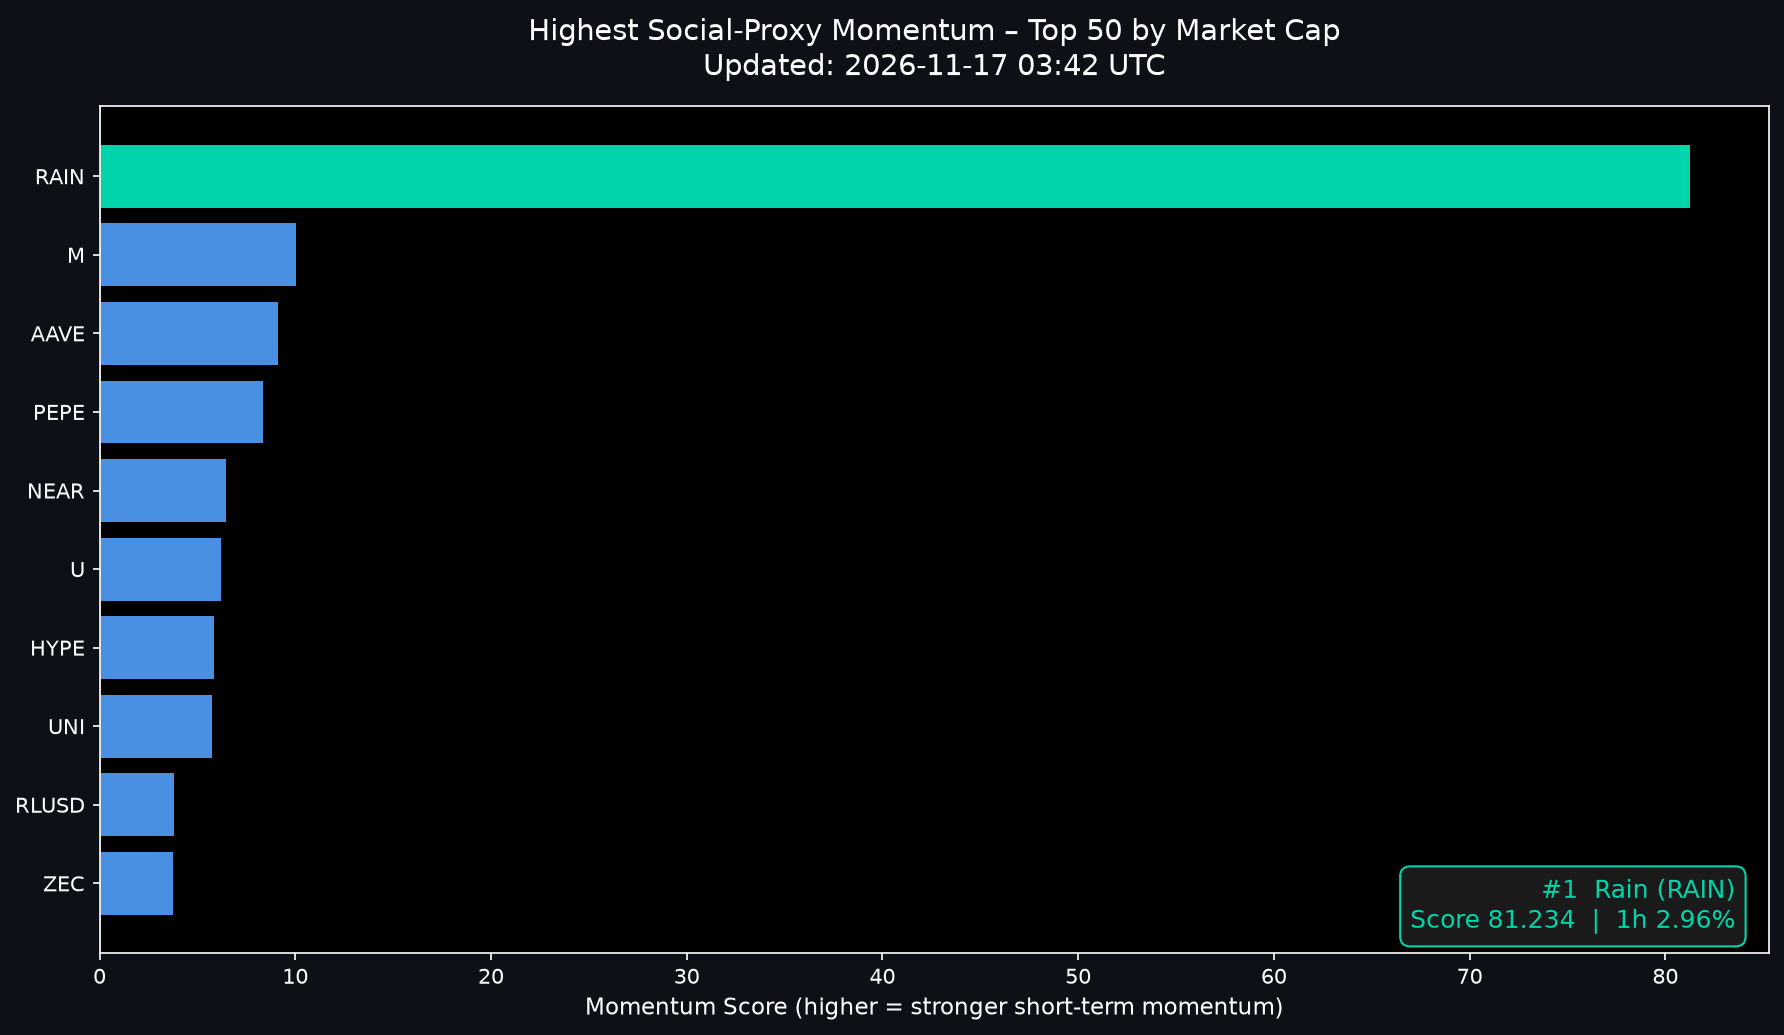 Highest Social-Proxy Momentum – Top 50 by Market Cap
Updated: 2026-11-17 03:42 UTC
RAIN
M
AAVE
PEPE
NEAR
U
HYPE
UNI
RLUSD
ZEC
#1 Rain (RAIN)
Score 81.234 | 1h 2.96%
0 10 20 30 40 50 60 70 80
Momentum Score (higher = stronger short-term momentum)